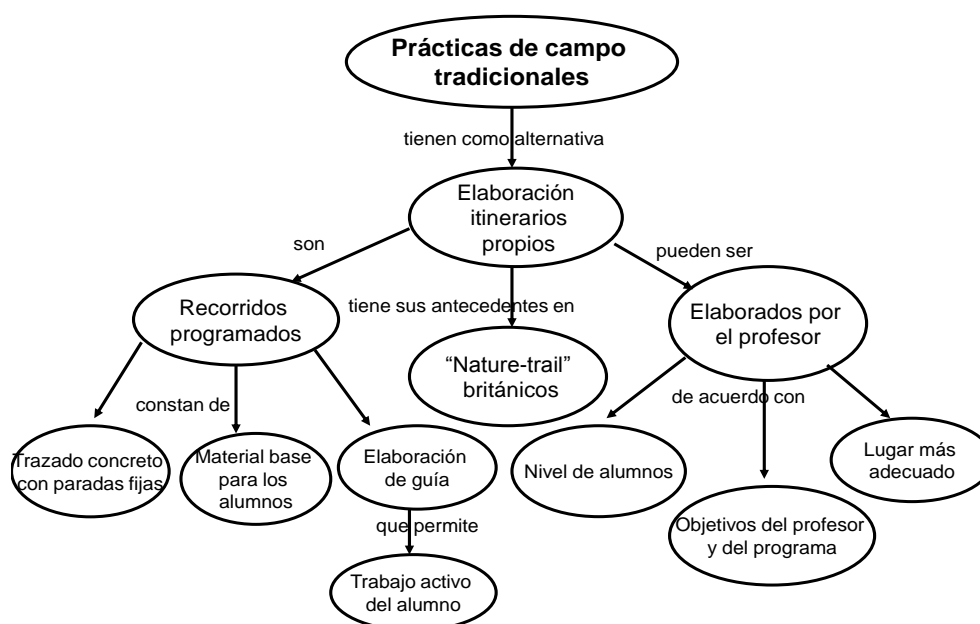 Prácticas de campo
tradicionales
tienen como alternativa
Elaboración
itinerarios
propios
son
pueden ser
Recorridos
programados
tiene sus antecedentes en
Elaborados por
el profesor
“Nature-trail”
británicos
constan de
de acuerdo con
Trazado concreto
con paradas fijas
Material base
para los
alumnos
Elaboración
de guía
Nivel de alumnos
Lugar más
adecuado
que permite
Objetivos del profesor
y del programa
Trabajo activo
del alumno